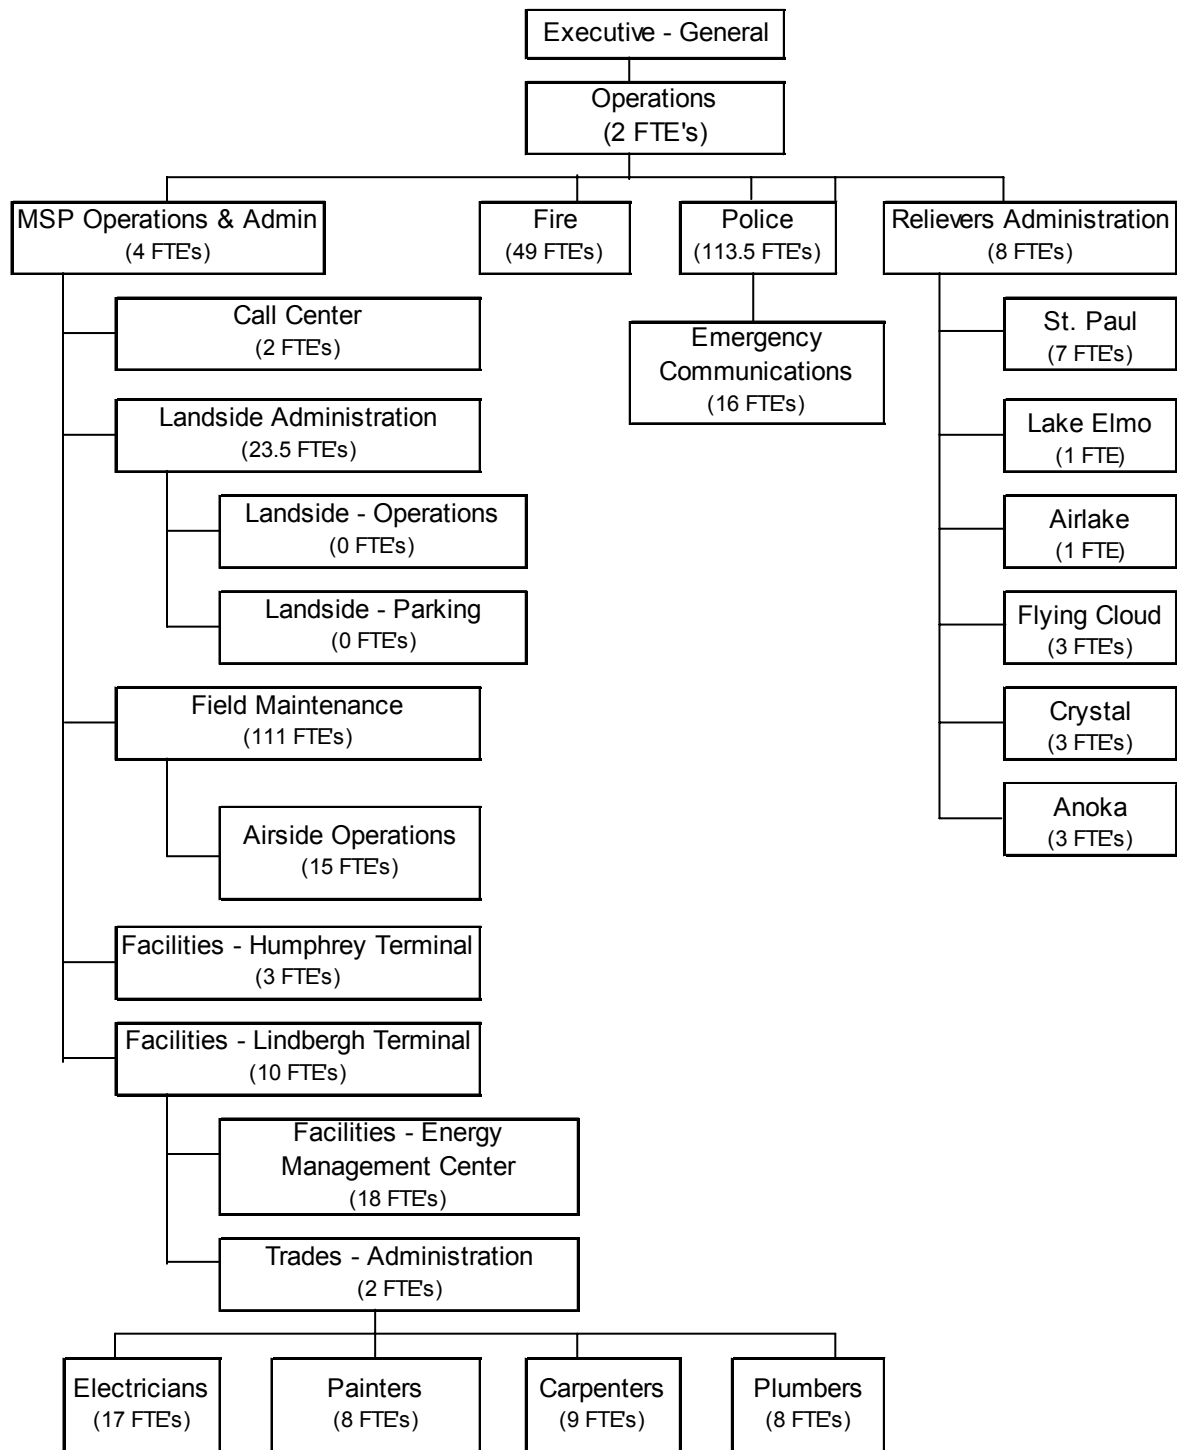 Executive - General
Operations
(2 FTE's)
MSP Operations & Admin
(4 FTE's)
Fire
(49 FTE's)
Police
(113.5 FTE's)
Relievers Administration
(8 FTE's)
Call Center
(2 FTE's)
Emergency
Communications
(16 FTE's)
St. Paul
(7 FTE's)
Landside Administration
(23.5 FTE's)
Lake Elmo
(1 FTE)
Landside - Operations
(0 FTE's)
Airlake
(1 FTE)
Landside - Parking
(0 FTE's)
Flying Cloud
(3 FTE's)
Field Maintenance
(111 FTE's)
Crystal
(3 FTE's)
Airside Operations
(15 FTE's)
Anoka
(3 FTE's)
Facilities - Humphrey Terminal
(3 FTE's)
Facilities - Lindbergh Terminal
(10 FTE's)
Facilities - Energy
Management Center
(18 FTE's)
Trades - Administration
(2 FTE's)
Electricians
(17 FTE's)
Painters
(8 FTE's)
Carpenters
(9 FTE's)
Plumbers
(8 FTE's)